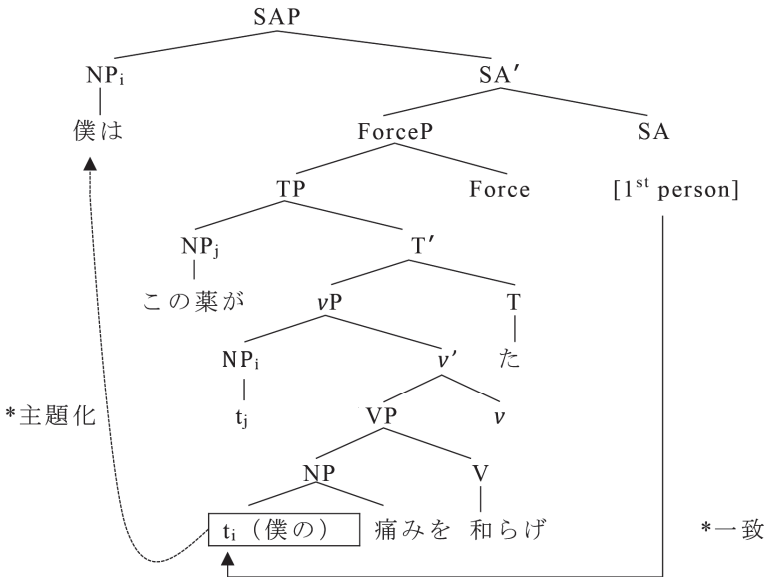 SAP
NPi SA′
僕は ForceP SA
TP Force [1st person]
NPj T′
この薬が vP T
NPi v′ た
*主題化 tj VP v
NP V
ti（僕の） 痛みを 和らげ *一致